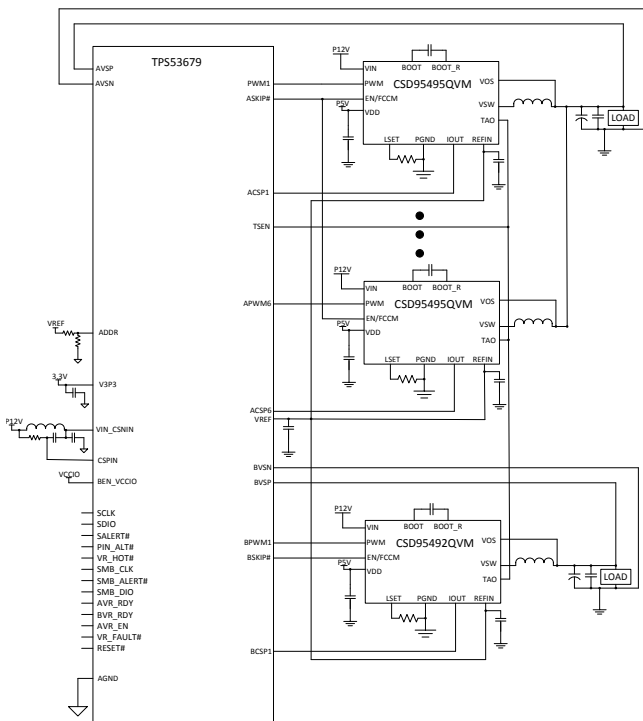 TPS53679
AVSP
AVSN
ADDR
VREF
V3P3
3.3V
VIN_CSNIN
P12V
CSPIN
BEN_VCCIO
VCCIO
SCLK
SDIO
SALERT#
PIN_ALT#
VR_HOT#
SMB_CLK
SMB_ALERT#
SMB_DIO
AVR_RDY
BVR_RDY
AVR_EN
VR_FAULT#
RESET#
AGND
PWM1
ASKIP#
ACSP1
TSEN
APWM6
ACSP6
VREF
BVSN
BVSP
BPWM1
BSKIP#
BCSP1
P12V
P5V
VIN
BOOT
BOOT_R
VOS
PWM
CSD95495QVM
EN/FCCM
VSW
VDD
TAO
LSET
PGND
IOUT
REFIN
LOAD
P12V
P5V
VIN
BOOT
BOOT_R
VOS
PWM
CSD95495QVM
EN/FCCM
VSW
VDD
TAO
LSET
PGND
IOUT
REFIN
P12V
P5V
VIN
BOOT
BOOT_R
VOS
PWM
CSD95492QVM
EN/FCCM
VSW
VDD
TAO
LSET
PGND
IOUT
REFIN
LOAD